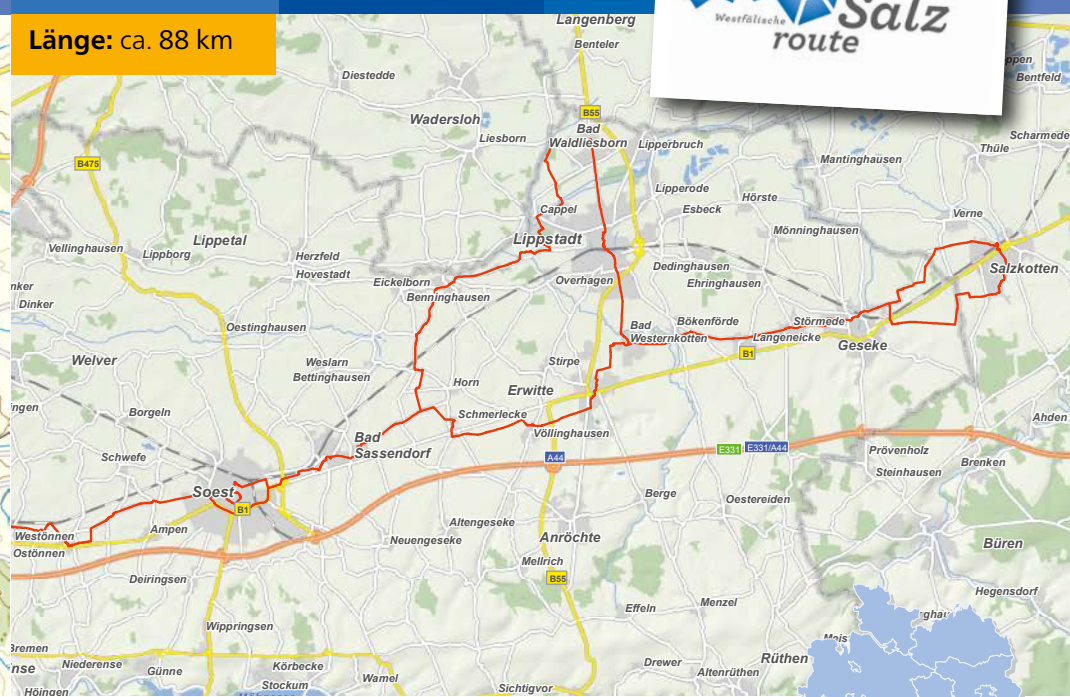 Länge: ca. 88 km
Westfälische
Salz
route
Langenberg
Benteler
Diestedde
Bentfeld
Wadersloh
B55
Bad
Waldliesborn
Lipperbruch
Liesborn
Scharmede
Thüle
Mantinghausen
B475
Lipperode
Hörste
Esbeck
Cappel
Verne
Mönninghausen
Lippetal
Lippstadt
Vellinghausen
Lippborg
Herzfeld
Hovestadt
Dedinghausen
Salzkotten
Eickelborn
Overhagen
Ehringhausen
Benninghausen
Dinker
Oestinghausen
Bad
Westernkotten
Bökenförde
Störmede
Langeneicke
Geseke
B1
Welver
Weslarn
Bettinghausen
Stirpe
Horn
Erwitte
Borgeln
Schmerlecke
Ahden
Völlinghausen
Bad
Sassendorf
Schwefe
A44
E331
E331/A44
Prövenholz
Steinhausen
Brenken
Soest
B1
Berge
Oestereiden
Ampen
Altengeseke
Westönnen
Ostönnen
Neuengeseke
Anröchte
Büren
Mellrich
Deiringsen
B55
Hegensdorf
Effeln
Menzel
Wippringsen
Niederense
Günne
Körbecke
Stockum
Wamel
Drewer
Altenrüthen
Rüthen
Höingen
Sichtigvor